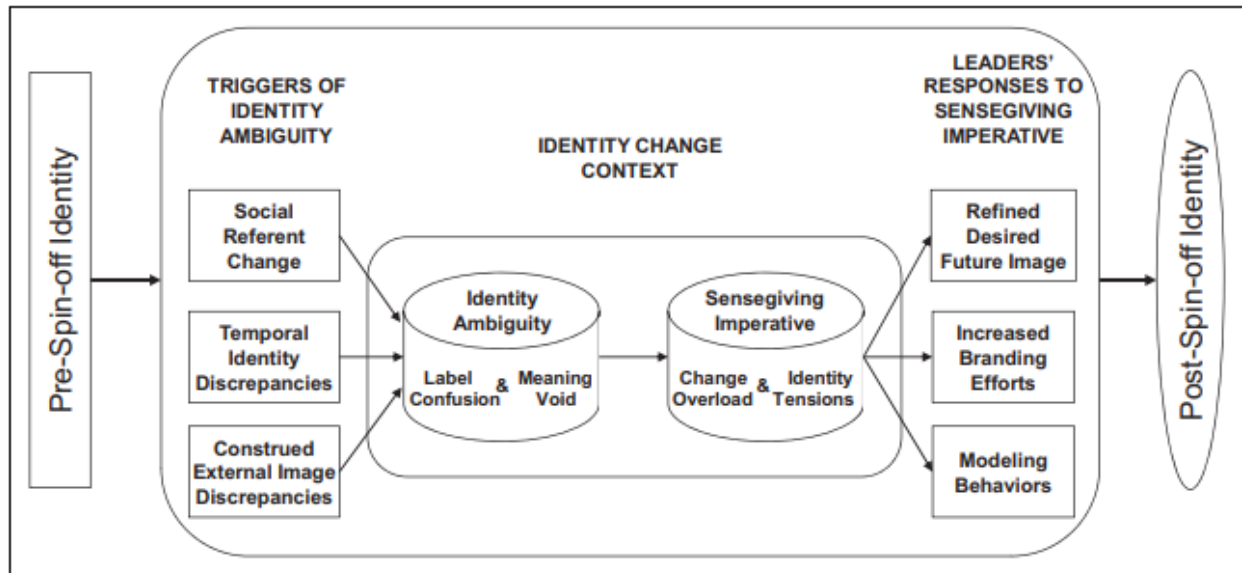 Pre-Spin-off Identity
TRIGGERS OF
IDENTITY
AMBIGUITY
Social
Referent
Change
Temporal
Identity
Discrepancies
Construed
External Image
Discrepancies
IDENTITY CHANGE
CONTEXT
Identity
Ambiguity
Label
Confusion
&
Meaning
Void
Sensegiving
Imperative
Change
Overload
&
Identity
Tensions
LEADERS'
RESPONSES TO
SENSEGIVING
IMPERATIVE
Refined
Desired
Future Image
Increased
Branding
Efforts
Modeling
Behaviors
Post-Spin-off Identity